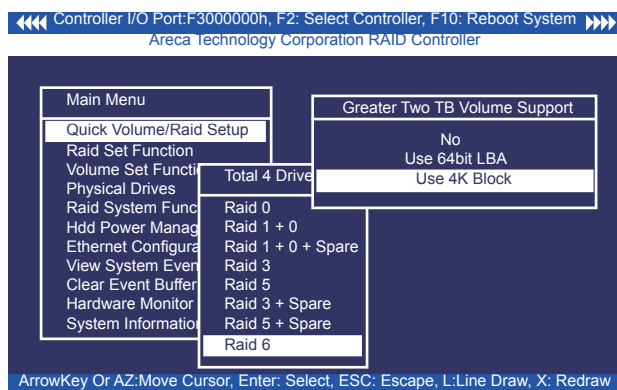 Controller I/O Port:F3000000h, F2: Select Controller, F10: Reboot System
Areca Technology Corporation RAID Controller
Main Menu
Quick Volume/Raid Setup
Raid Set Function
Volume Set Functi
Physical Drives
Raid System Func
Hdd Power Manag
Ethernet Configura
View System Even
Clear Event Buffer
Hardware Monitor
System Information
Total 4 Drive
Raid 0
Raid 1 + 0
Raid 1 + 0 + Spare
Raid 3
Raid 5
Raid 3 + Spare
Raid 5 + Spare
Raid 6
Greater Two TB Volume Support
No
Use 64bit LBA
Use 4K Block
ArrowKey Or AZ:Move Cursor, Enter: Select, ESC: Escape, L:Line Draw, X: Redraw